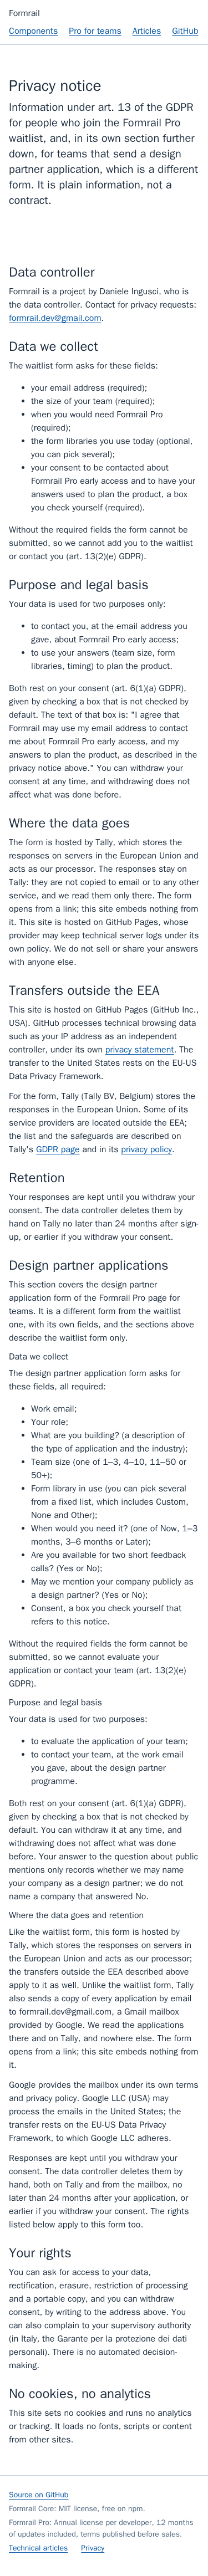 Formrail
Components Pro for teams Articles GitHub
Privacy notice
Information under art. 13 of the GDPR
for people who join the Formrail Pro
waitlist, and, in its own section further
down, for teams that send a design
partner application, which is a different
form. It is plain information, not a
contract.
Data controller
Formrail is a project by Daniele Ingusci, who is
the data controller. Contact for privacy requests:
formrail.dev@gmail.com.
Data we collect
The waitlist form asks for these fields:
• your email address (required);
• the size of your team (required);
• when you would need Formrail Pro
(required);
• the form libraries you use today (optional,
you can pick several);
• your consent to be contacted about
Formrail Pro early access and to have your
answers used to plan the product, a box
you check yourself (required).
Without the required fields the form cannot be
submitted, so we cannot add you to the waitlist
or contact you (art. 13(2)(e) GDPR).
Purpose and legal basis
Your data is used for two purposes only:
• to contact you, at the email address you
gave, about Formrail Pro early access;
• to use your answers (team size, form
libraries, timing) to plan the product.
Both rest on your consent (art. 6(1)(a) GDPR),
given by checking a box that is not checked by
default. The text of that box is: "I agree that
Formrail may use my email address to contact
me about Formrail Pro early access, and my
answers to plan the product, as described in the
privacy notice above." You can withdraw your
consent at any time, and withdrawing does not
affect what was done before.
Where the data goes
The form is hosted by Tally, which stores the
responses on servers in the European Union and
acts as our processor. The responses stay on
Tally: they are not copied to email or to any other
service, and we read them only there. The form
opens from a link; this site embeds nothing from
it. This site is hosted on GitHub Pages, whose
provider may keep technical server logs under its
own policy. We do not sell or share your answers
with anyone else.
Transfers outside the EEA
This site is hosted on GitHub Pages (GitHub Inc.,
USA). GitHub processes technical browsing data
such as your IP address as an independent
controller, under its own privacy statement. The
transfer to the United States rests on the EU-US
Data Privacy Framework.
For the form, Tally (Tally BV, Belgium) stores the
responses in the European Union. Some of its
service providers are located outside the EEA;
the list and the safeguards are described on
Tally's GDPR page and in its privacy policy.
Retention
Your responses are kept until you withdraw your
consent. The data controller deletes them by
hand on Tally no later than 24 months after sign-
up, or earlier if you withdraw your consent.
Design partner applications
This section covers the design partner
application form of the Formrail Pro page for
teams. It is a different form from the waitlist
one, with its own fields, and the sections above
describe the waitlist form only.
Data we collect
The design partner application form asks for
these fields, all required:
• Work email;
• Your role;
• What are you building? (a description of
the type of application and the industry);
• Team size (one of 1–3, 4–10, 11–50 or
50+);
• Form library in use (you can pick several
from a fixed list, which includes Custom,
None and Other);
• When would you need it? (one of Now, 1–3
months, 3–6 months or Later);
• Are you available for two short feedback
calls? (Yes or No);
• May we mention your company publicly as
a design partner? (Yes or No);
• Consent, a box you check yourself that
refers to this notice.
Without the required fields the form cannot be
submitted, so we cannot evaluate your
application or contact your team (art. 13(2)(e)
GDPR).
Purpose and legal basis
Your data is used for two purposes:
• to evaluate the application of your team;
• to contact your team, at the work email
you gave, about the design partner
programme.
Both rest on your consent (art. 6(1)(a) GDPR),
given by checking a box that is not checked by
default. You can withdraw it at any time, and
withdrawing does not affect what was done
before. Your answer to the question about public
mentions only records whether we may name
your company as a design partner; we do not
name a company that answered No.
Where the data goes and retention
Like the waitlist form, this form is hosted by
Tally, which stores the responses on servers in
the European Union and acts as our processor;
the transfers outside the EEA described above
apply to it as well. Unlike the waitlist form, Tally
also sends a copy of every application by email
to formrail.dev@gmail.com, a Gmail mailbox
provided by Google. We read the applications
there and on Tally, and nowhere else. The form
opens from a link; this site embeds nothing from
it.
Google provides the mailbox under its own terms
and privacy policy. Google LLC (USA) may
process the emails in the United States; the
transfer rests on the EU-US Data Privacy
Framework, to which Google LLC adheres.
Responses are kept until you withdraw your
consent. The data controller deletes them by
hand, both on Tally and from the mailbox, no
later than 24 months after your application, or
earlier if you withdraw your consent. The rights
listed below apply to this form too.
Your rights
You can ask for access to your data,
rectification, erasure, restriction of processing
and a portable copy, and you can withdraw
consent, by writing to the address above. You
can also complain to your supervisory authority
(in Italy, the Garante per la protezione dei dati
personali). There is no automated decision-
making.
No cookies, no analytics
This site sets no cookies and runs no analytics
or tracking. It loads no fonts, scripts or content
from other sites.
Source on GitHub
Formrail Core: MIT license, free on npm.
Formrail Pro: Annual license per developer, 12 months
of updates included, terms published before sales.
Technical articles Privacy